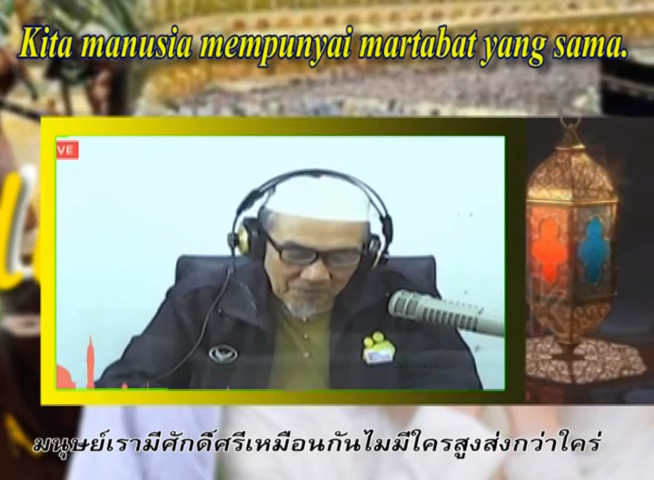 Kita manusia mempunyai martabat yang sama.
VE
มนุษย์เรามีศักดิ์ศรีเหมือนกันไมมีใครสูงส่งกว่าใคร่